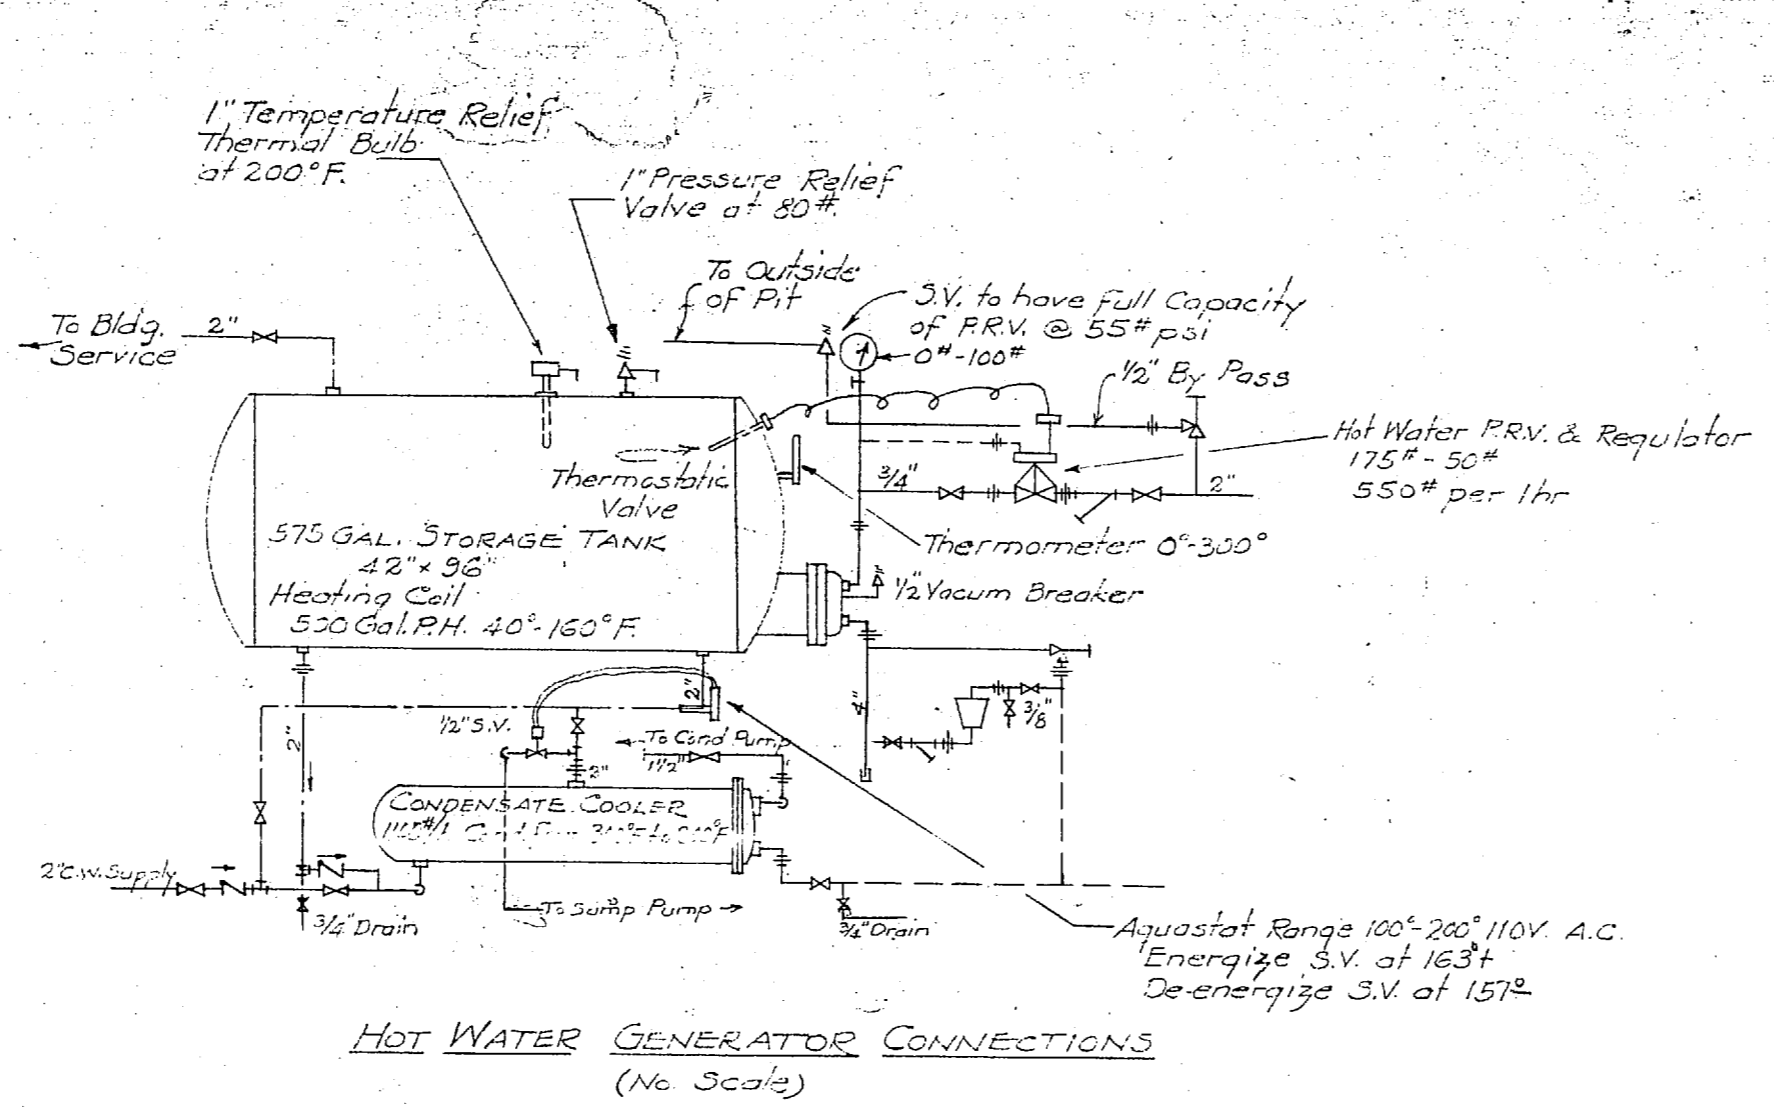 1" Temperature Relief
Thermal Bulb
at 200°F.
1" Pressure Relief
Valve at 80#.
To Outside
of Pit
S.V. to have Full Capacity
of P.R.V. @ 55# psi
0#-100#
1/2" By Pass
To Bldg.
Service
2"
Hot Water P.R.V. & Regulator
175# - 50#
550# per 1hr
3/4"
2"
Thermostatic
Valve
575 GAL. STORAGE TANK
42" x 96"
Heating Coil
500 Gal. P.H. 40°-160°F.
Thermometer 0°-300°
1/2" Vacum Breaker
2"
2"
1/2" S.V.
To Cond Pump
1 1/2"
2"
4"
3/8"
CONDENSATE COOLER
2" C.W. Supply
3/4" Drain
To Sump Pump
3/4" Drain
Aquastat Range 100°-200° 110V. A.C.
Energize S.V. at 163°
De-energize S.V. at 157°
HOT WATER GENERATOR CONNECTIONS
(No Scale)